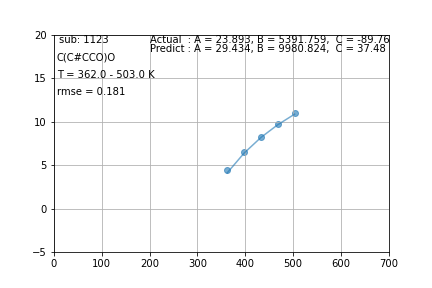 sub: 1123
Actual : A = 23.893, B = 5391.759, C = -89.76
Predict : A = 29.434, B = 9980.824, C = 37.48
C(C#CCO)O
T = 362.0 - 503.0 K
rmse = 0.181
20
15
10
5
0
−5
0 100 200 300 400 500 600 700